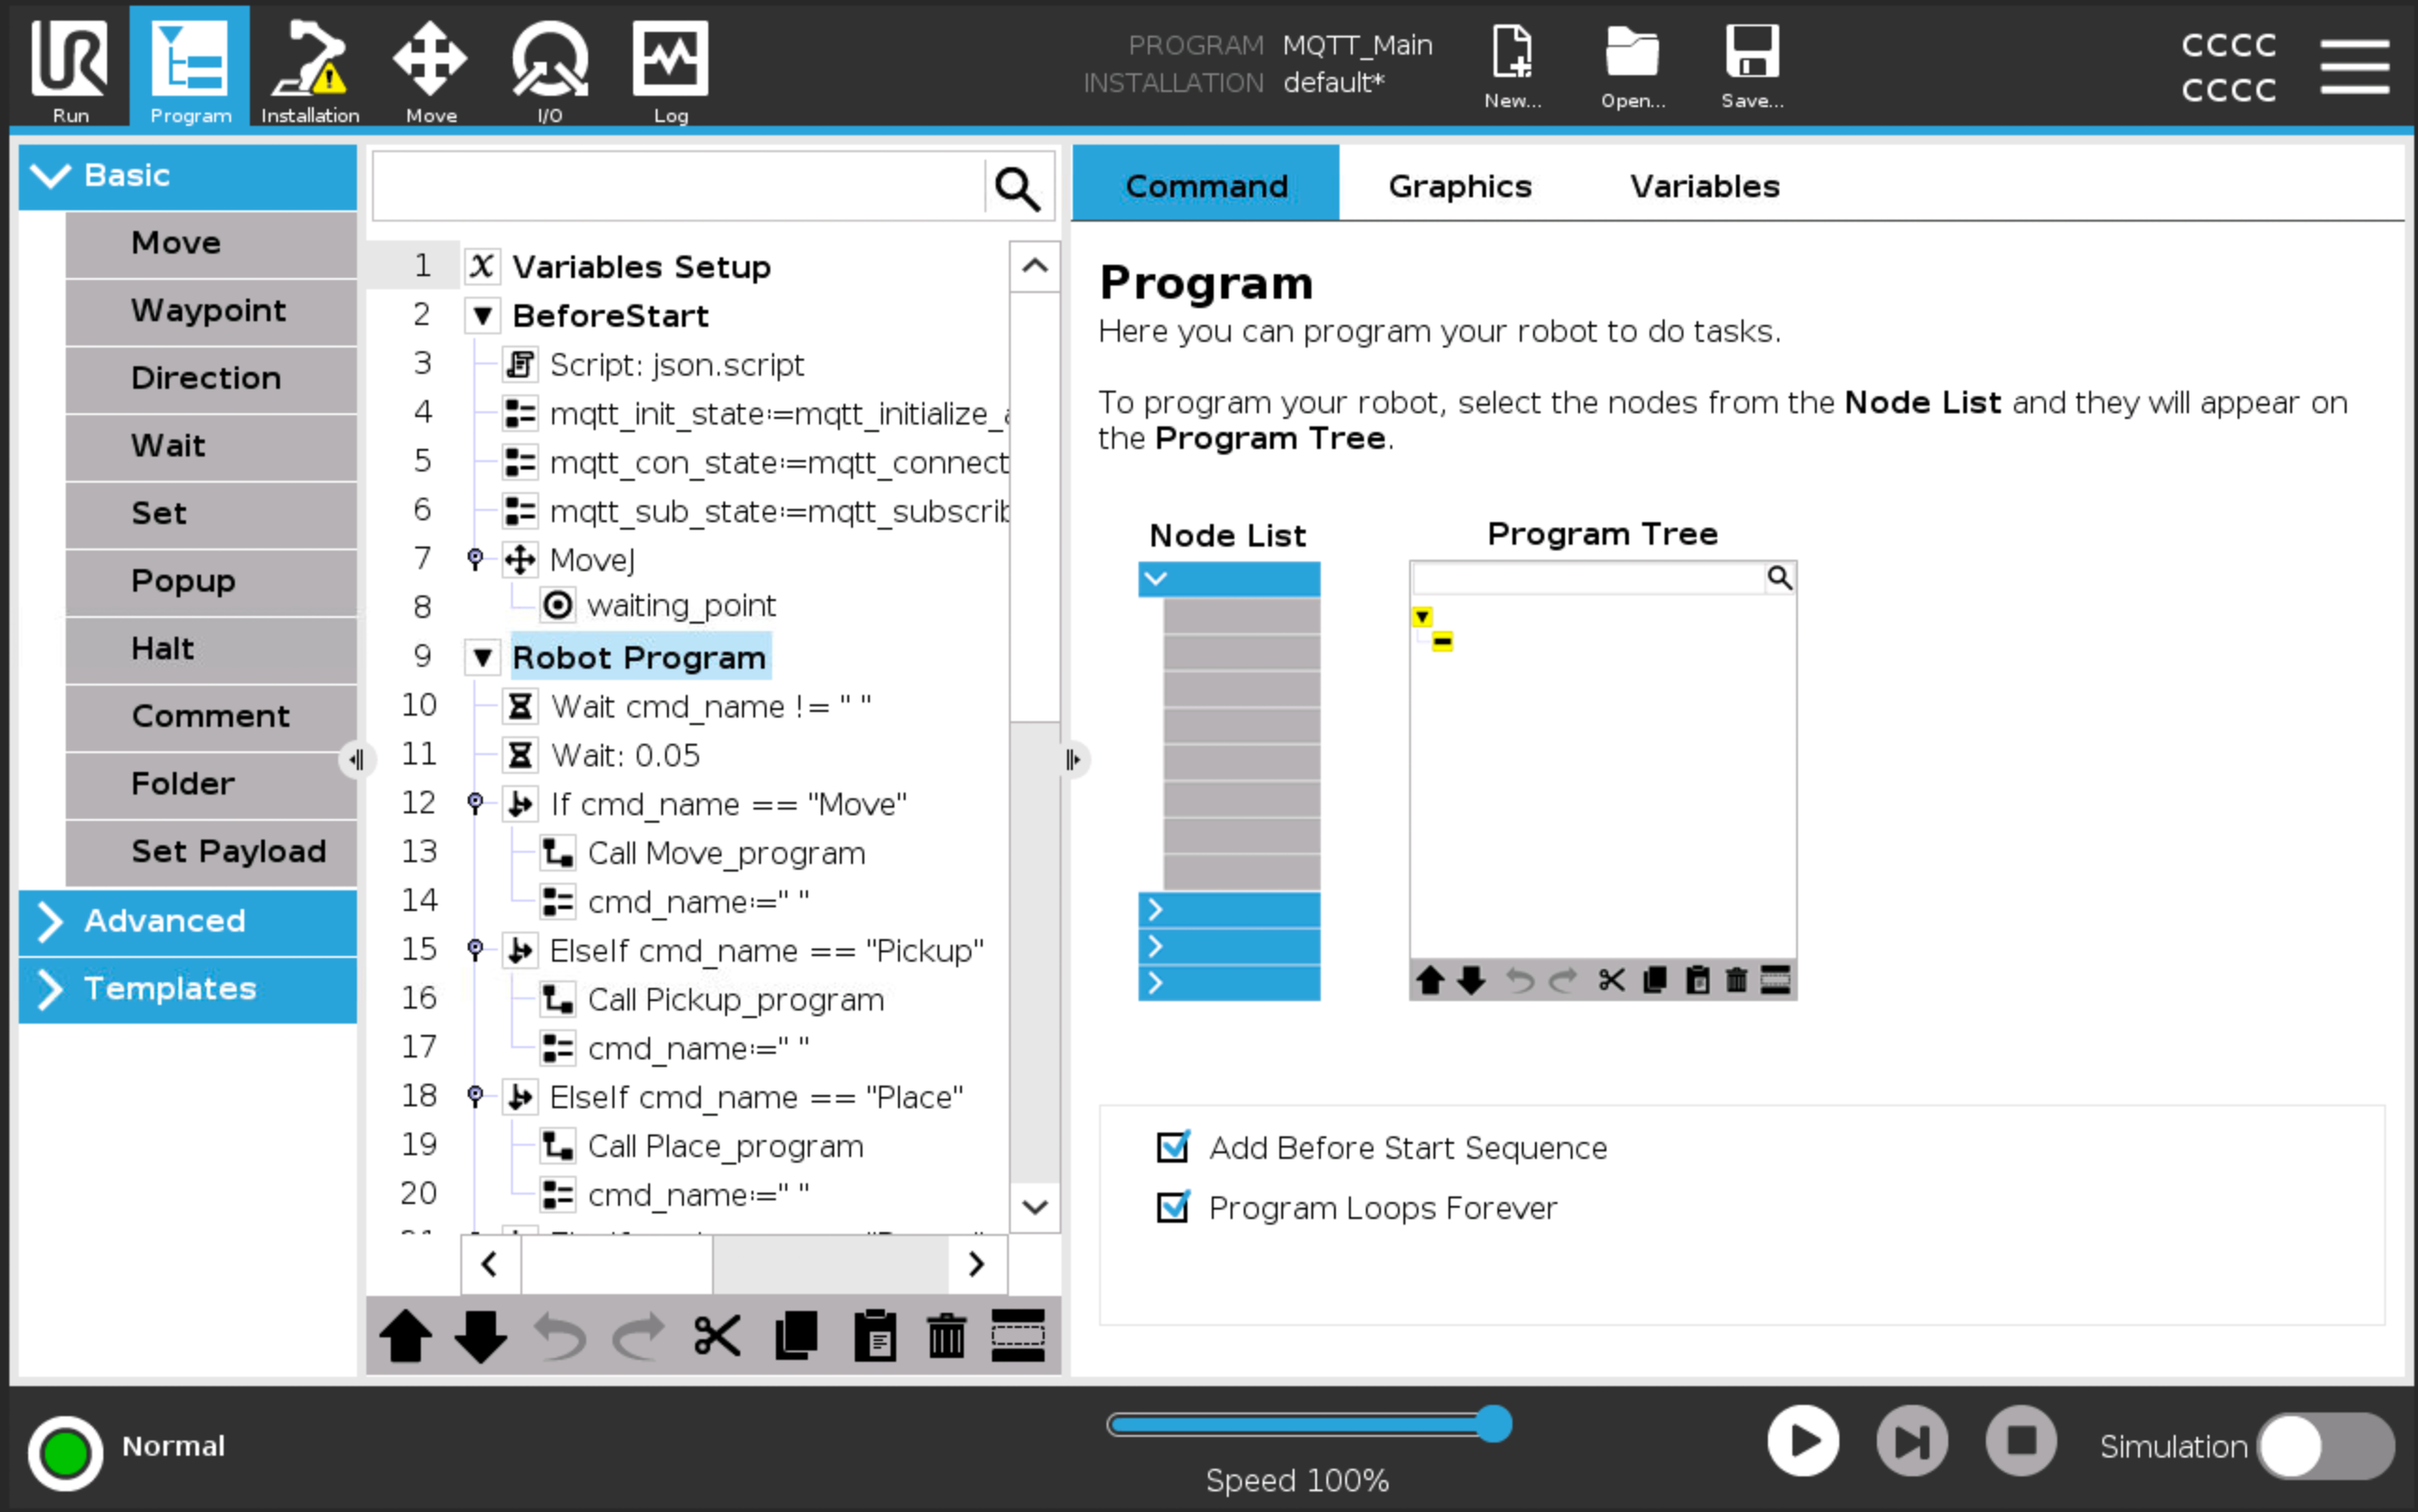 PROGRAM MQTT_Main
INSTALLATION default*
CCCC
CCCC
Run
Program
Installation
Move
I/O
Log
New...
Open...
Save...
Basic
Move
Waypoint
Direction
Wait
Set
Popup
Halt
Comment
Folder
Set Payload
Advanced
Templates
1 Variables Setup
2 BeforeStart
3 Script: json.script
4 mqtt_init_state:=mqtt_initialize_
5 mqtt_con_state:=mqtt_connect
6 mqtt_sub_state:=mqtt_subscrib
7 MoveJ
8 waiting_point
9 Robot Program
10 Wait cmd_name != " "
11 Wait: 0.05
12 If cmd_name == "Move"
13 Call Move_program
14 cmd_name:=" "
15 ElseIf cmd_name == "Pickup"
16 Call Pickup_program
17 cmd_name:=" "
18 ElseIf cmd_name == "Place"
19 Call Place_program
20 cmd_name:=" "
Command
Graphics
Variables
Program
Here you can program your robot to do tasks.
To program your robot, select the nodes from the Node List and they will appear on
the Program Tree.
Node List
Program Tree
Add Before Start Sequence
Program Loops Forever
Normal
Speed 100%
Simulation